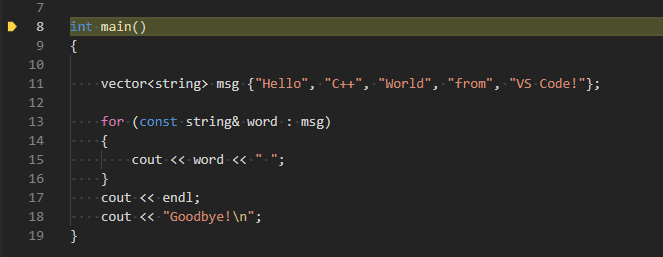 7
8 int main()
9 {
10
11     vector<string> msg {"Hello", "C++", "World", "from", "VS Code!"};
12
13     for (const string& word : msg)
14     {
15         cout << word << " ";
16     }
17     cout << endl;
18     cout << "Goodbye!\n";
19 }